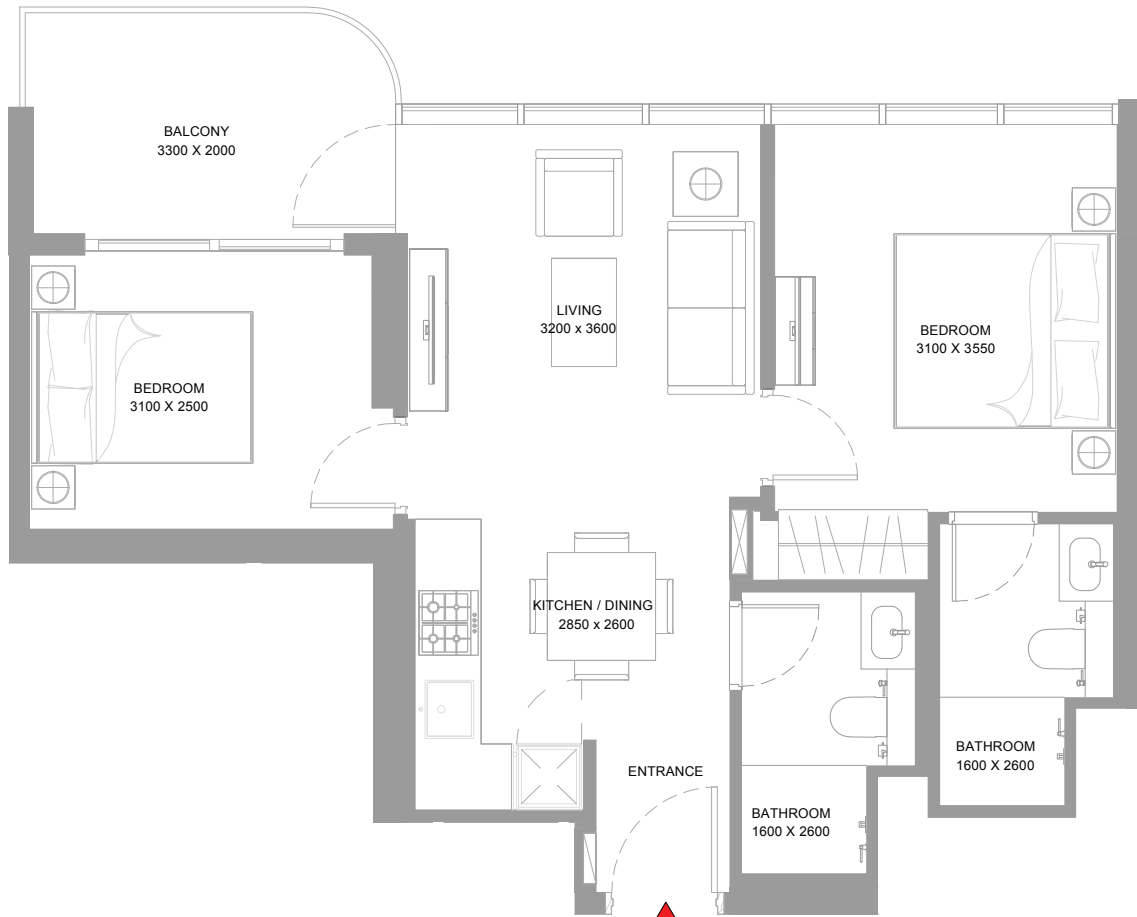 BALCONY
3300 X 2000
LIVING
3200 x 3600
BEDROOM
3100 X 3550
BEDROOM
3100 X 2500
KITCHEN / DINING
2850 x 2600
ENTRANCE
BATHROOM
1600 X 2600
BATHROOM
1600 X 2600